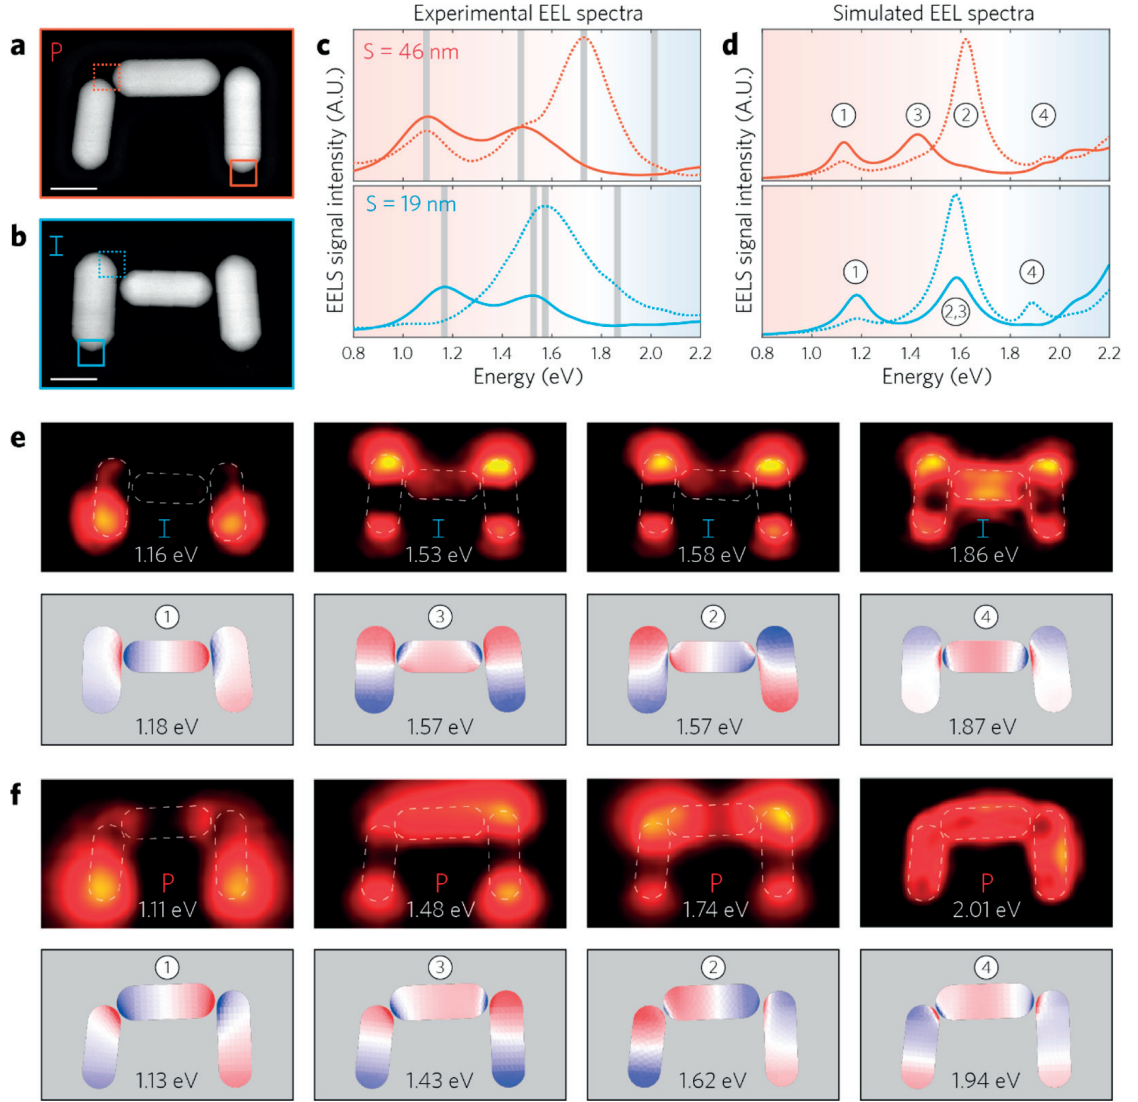 Experimental EEL spectra
Simulated EEL spectra
a
P
b
I
c
S = 46 nm
S = 19 nm
EELS signal intensity (A.U.)
EELS signal intensity (A.U.)
0.8 1.0 1.2 1.4 1.6 1.8 2.0 2.2
Energy (eV)
d
1 3 2 4
1 2,3 4
EELS signal intensity (A.U.)
EELS signal intensity (A.U.)
0.8 1.0 1.2 1.4 1.6 1.8 2.0 2.2
Energy (eV)
e
I I I I
1.16 eV 1.53 eV 1.58 eV 1.86 eV
1 3 2 4
1.18 eV 1.57 eV 1.57 eV 1.87 eV
f
P P P P
1.11 eV 1.48 eV 1.74 eV 2.01 eV
1 3 2 4
1.13 eV 1.43 eV 1.62 eV 1.94 eV